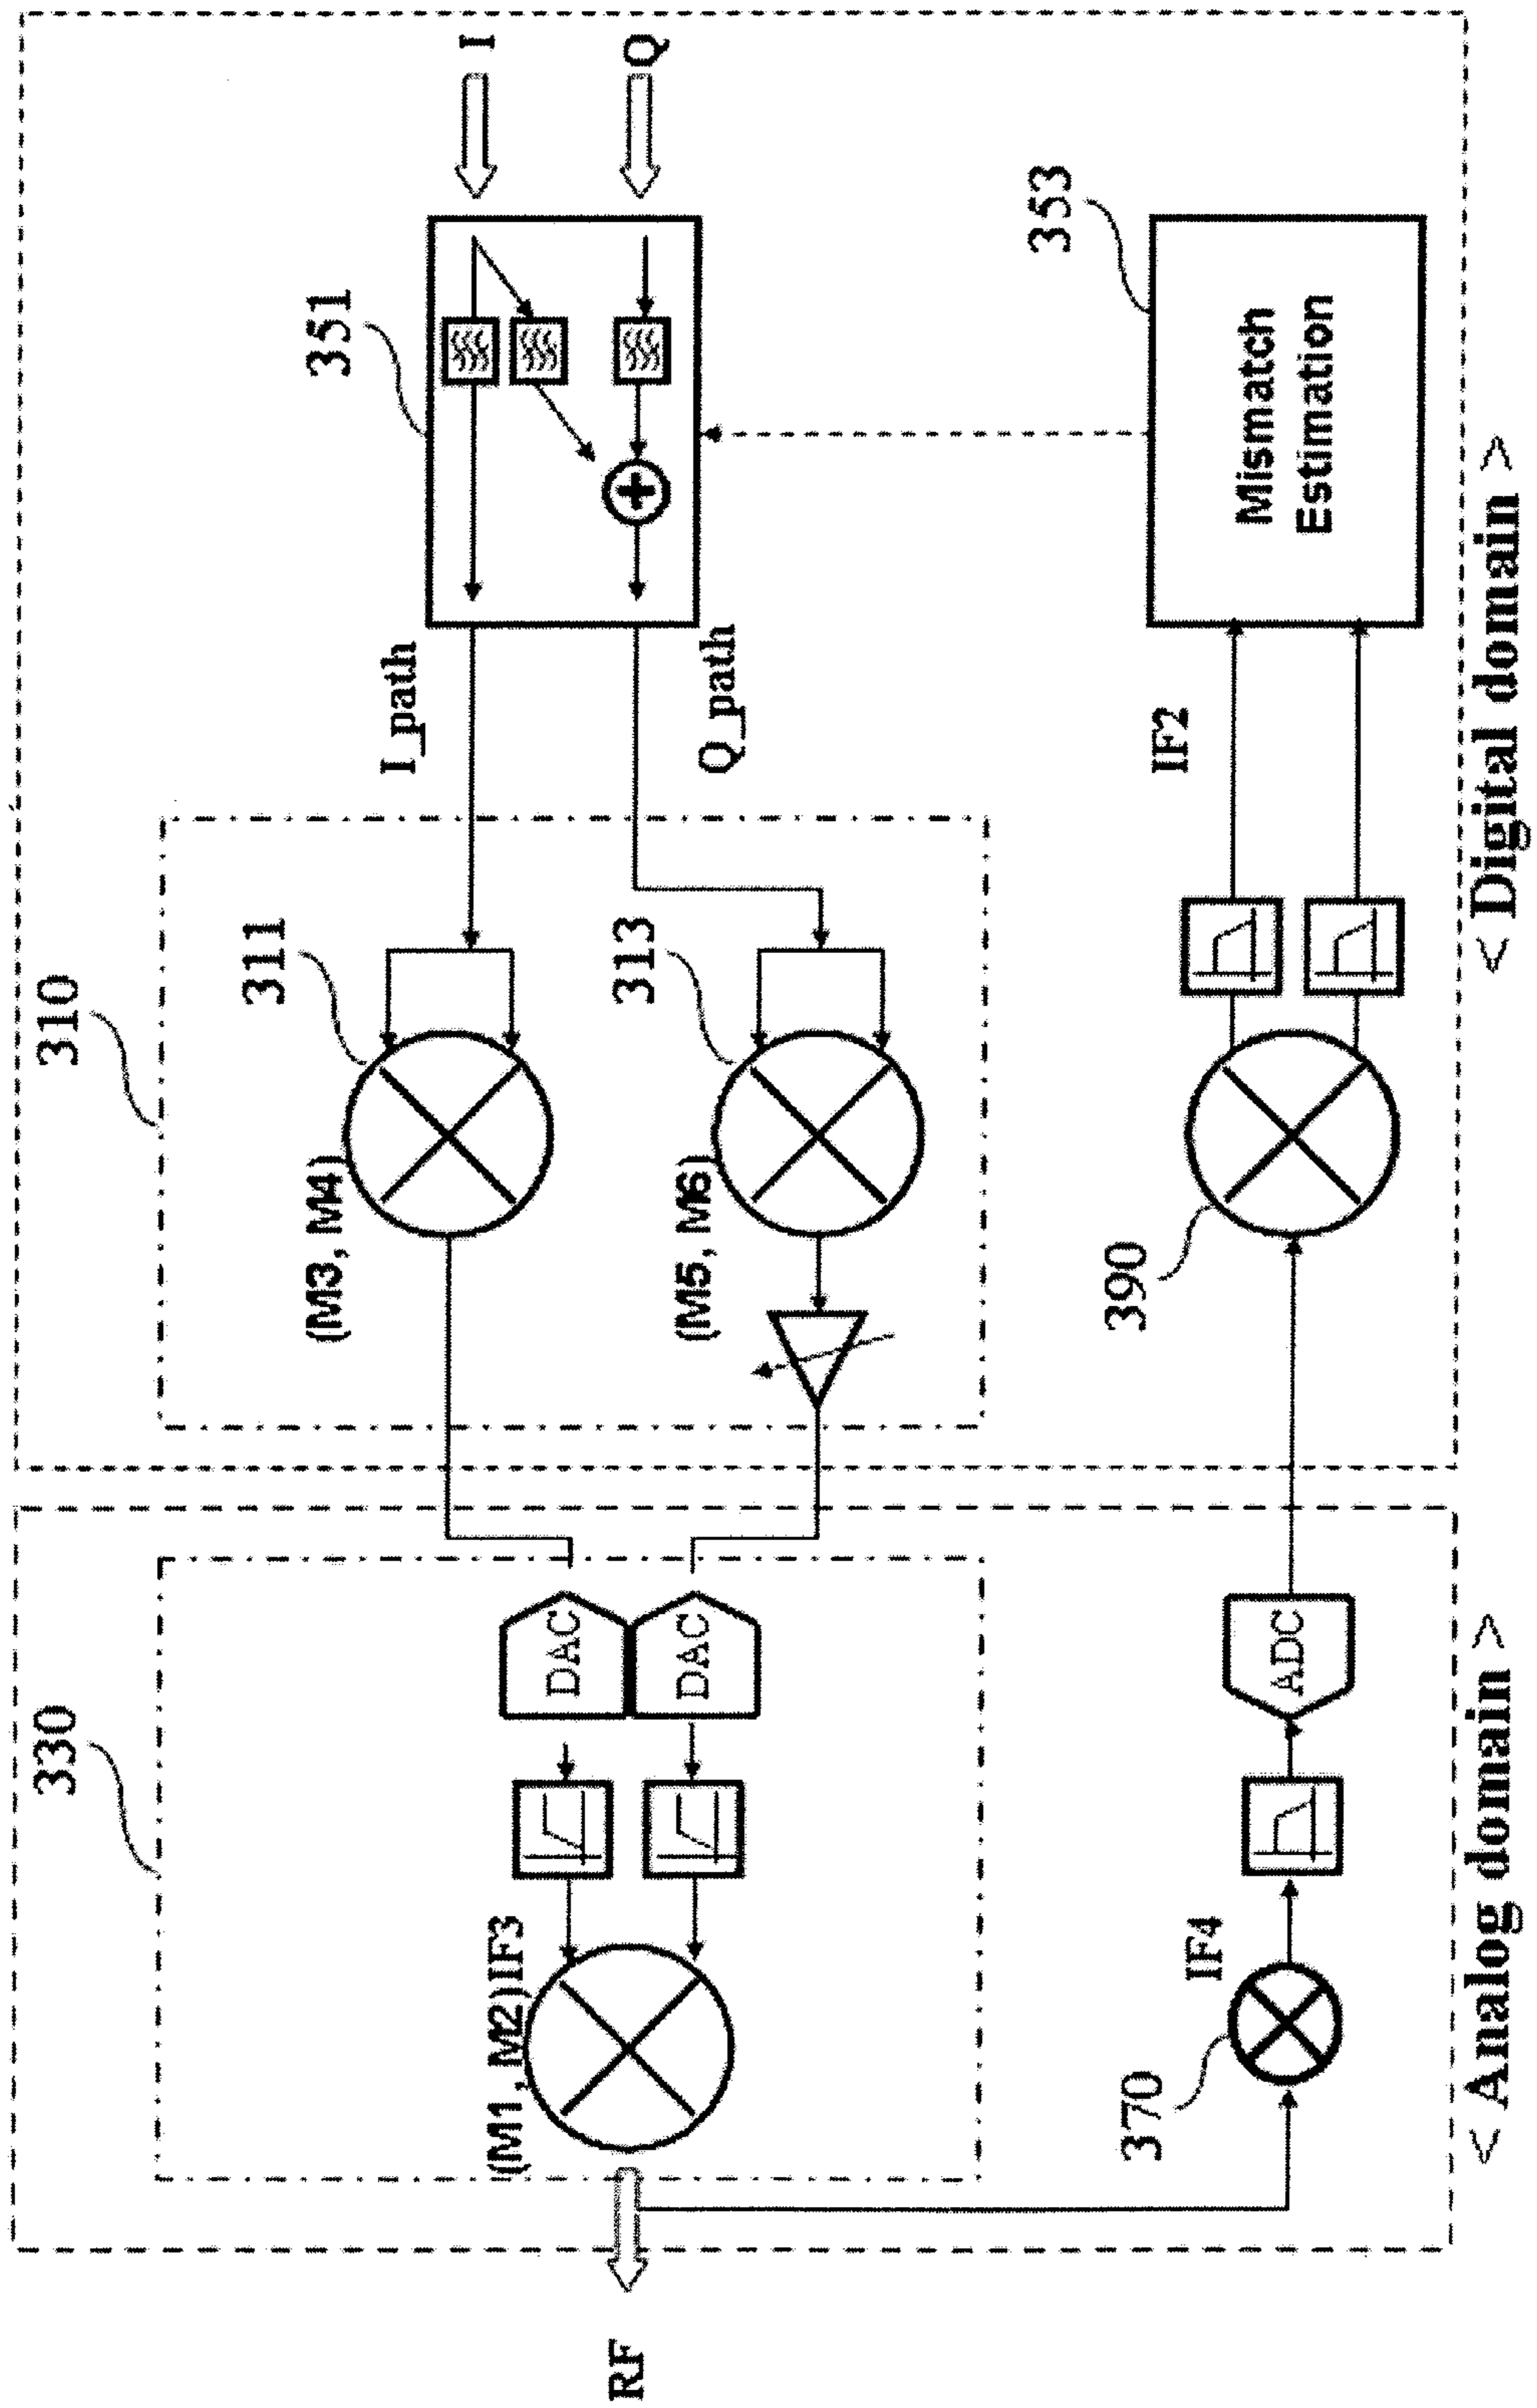 I
Q
351
353
Mismatch
Estimation
I_path
Q_path
IF2
310
311
313
(M3, M4)
(M5, M6)
390
< Digital domain >
330
DAC
DAC
ADC
(M1, M2)IF3
IF4
370
RF
< Analog domain >